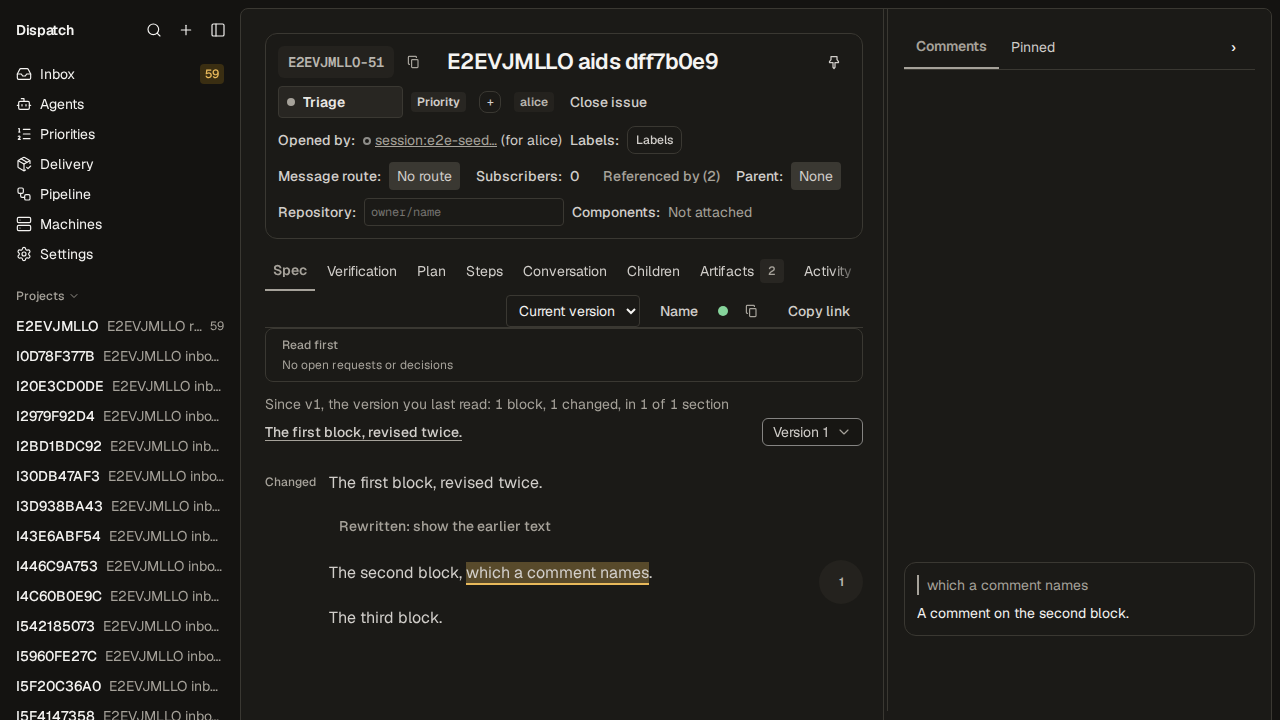 Dispatch
Inbox 59
Agents
Priorities
Delivery
Pipeline
Machines
Settings
Projects
E2EVJMLLO E2EVJMLLO r... 59
I0D78F377B E2EVJMLLO inbo...
I20E3CD0DE E2EVJMLLO inb...
I2979F92D4 E2EVJMLLO inbo...
I2BD1BDC92 E2EVJMLLO inb...
I30DB47AF3 E2EVJMLLO inbo...
I3D938BA43 E2EVJMLLO inb...
I43E6ABF54 E2EVJMLLO inb...
I446C9A753 E2EVJMLLO inbo...
I4C60B0E9C E2EVJMLLO inb...
I542185073 E2EVJMLLO inbo...
I5960FE27C E2EVJMLLO inbo...
I5F20C36A0 E2EVJMLLO inb...
I5F4147358 E2EVJMLLO inbo...
E2EVJMLLO-51 E2EVJMLLO aids dff7b0e9
Triage Priority + alice Close issue
Opened by: session:e2e-seed... (for alice) Labels: Labels
Message route: No route Subscribers: 0 Referenced by (2) Parent: None
Repository: owner/name Components: Not attached
Spec Verification Plan Steps Conversation Children Artifacts 2 Activity
Current version Name Copy link
Read first
No open requests or decisions
Since v1, the version you last read: 1 block, 1 changed, in 1 of 1 section
The first block, revised twice. Version 1
Changed The first block, revised twice.
Rewritten: show the earlier text
The second block, which a comment names. 1
The third block.
Comments Pinned ›
which a comment names
A comment on the second block.